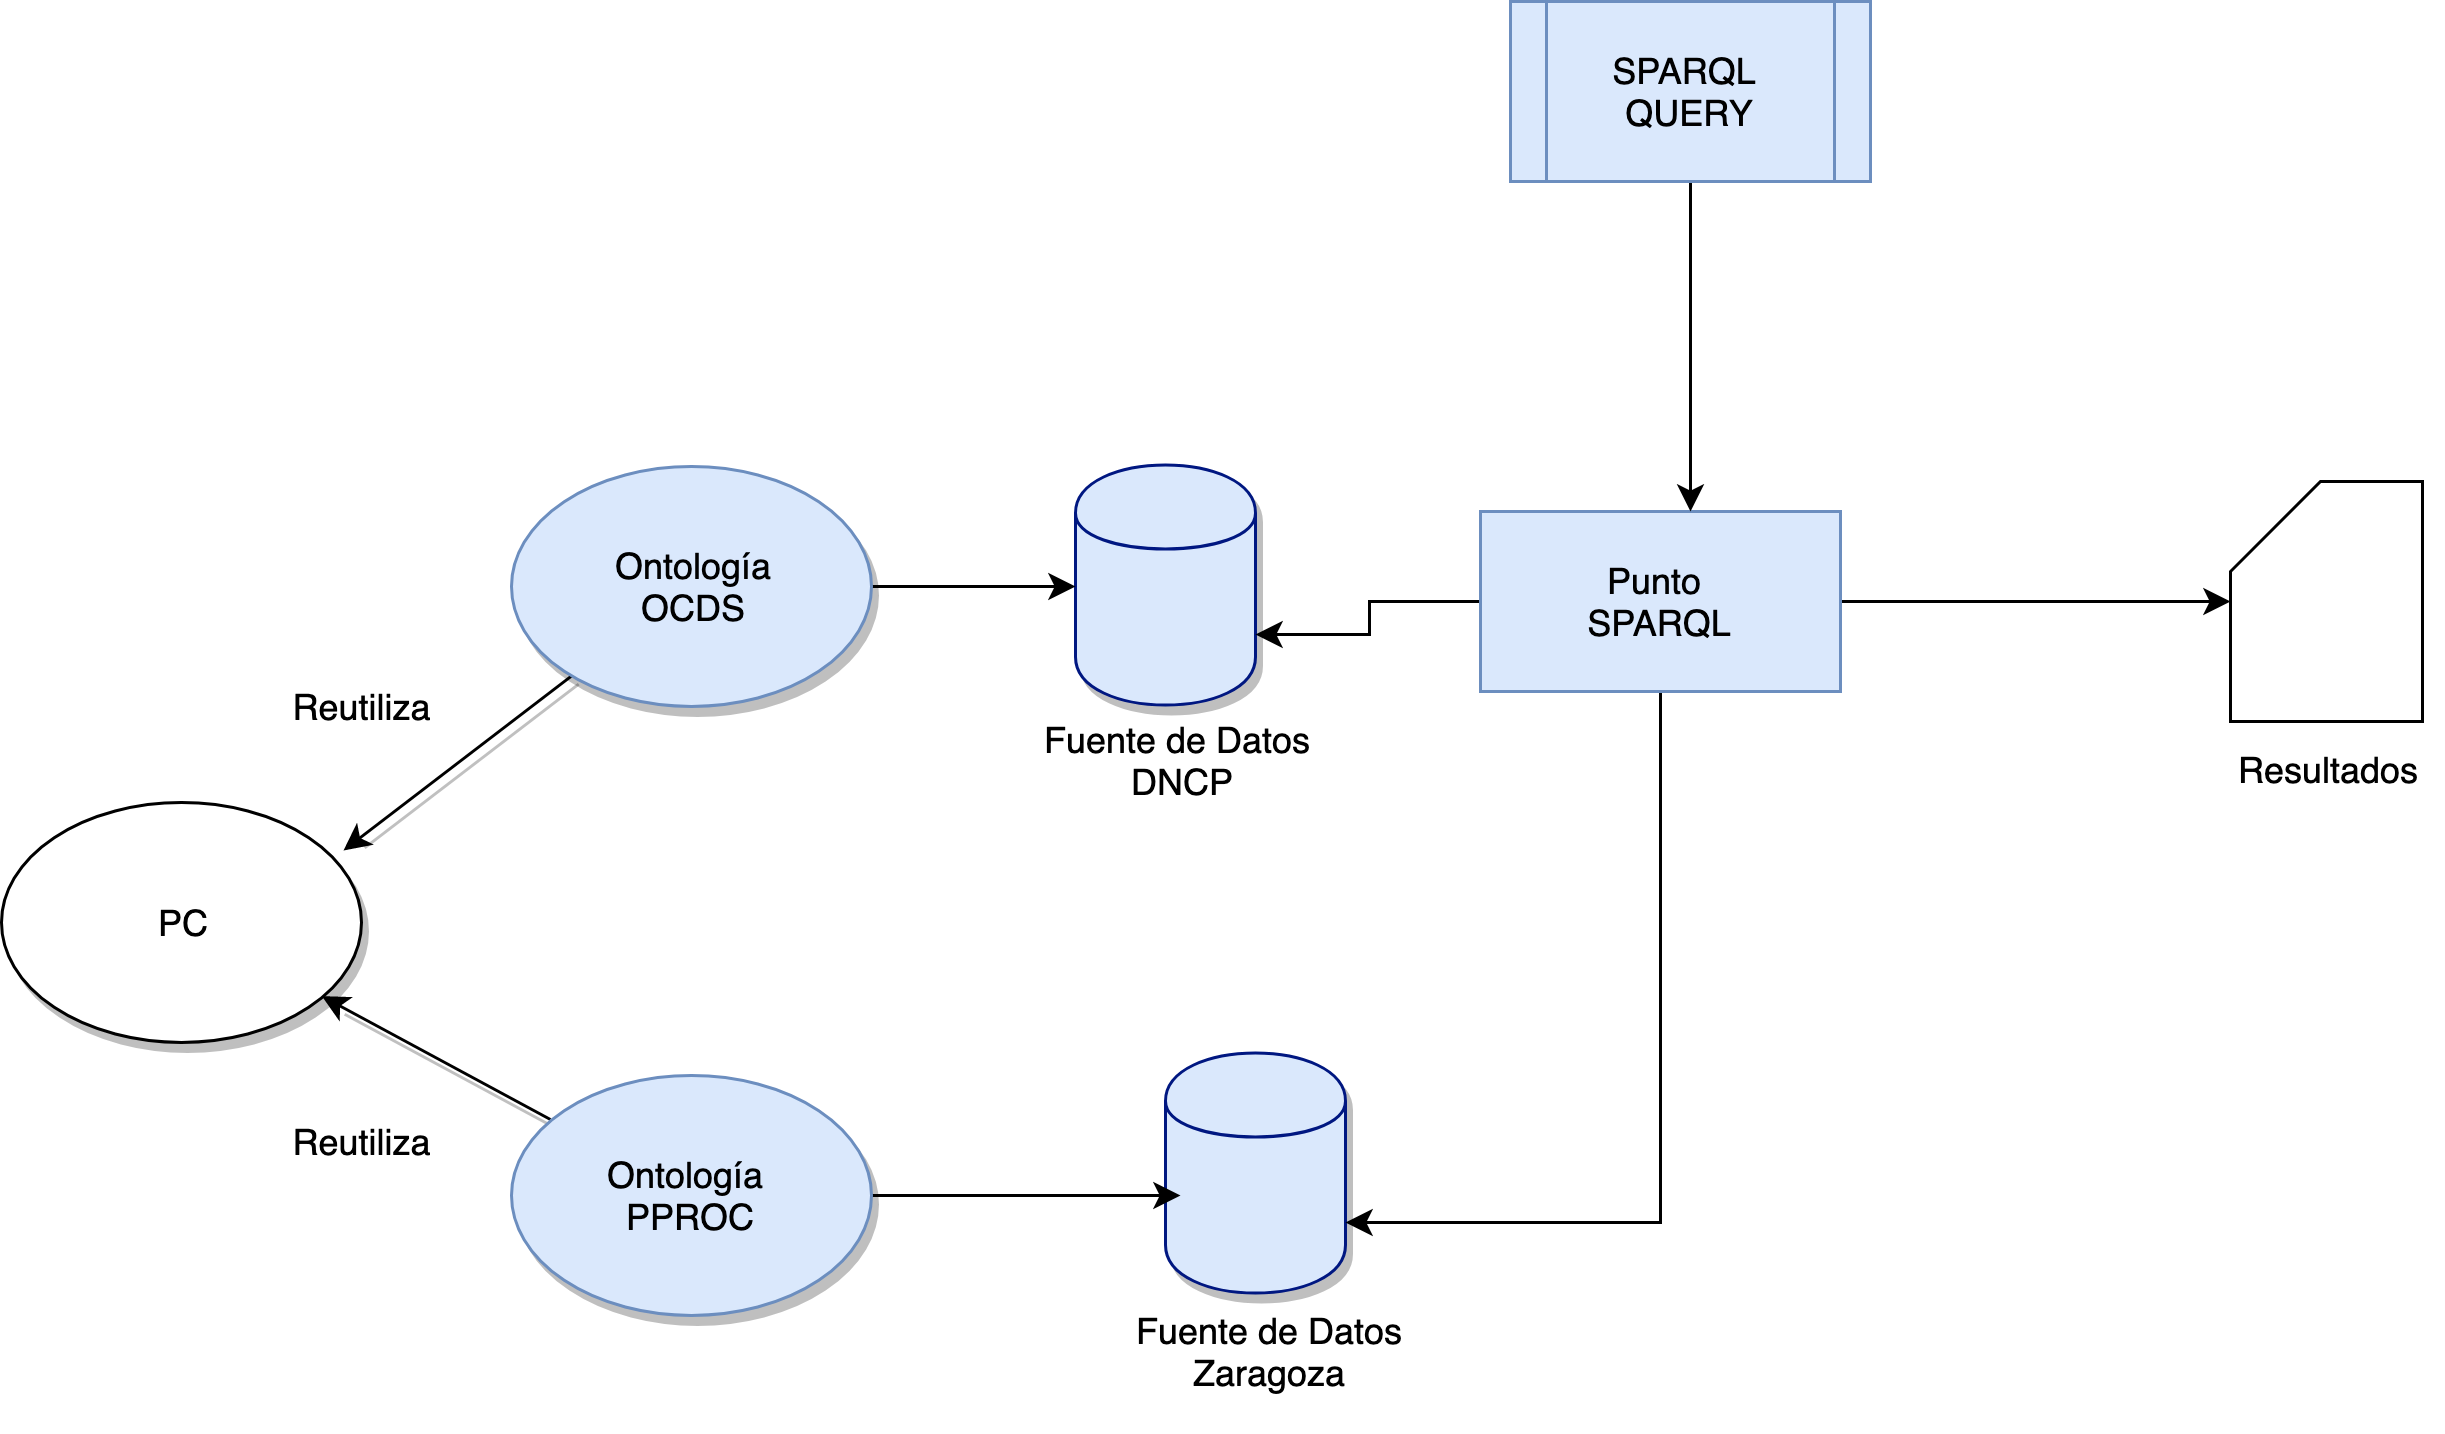 SPARQL
QUERY
Ontología
OCDS
Punto
SPARQL
Reutiliza
Fuente de Datos
DNCP
Resultados
PC
Reutiliza
Ontología
PPROC
Fuente de Datos
Zaragoza